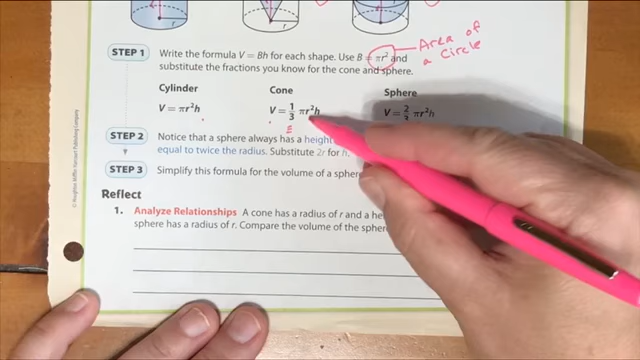 r
STEP 1 Write the formula V = Bh for each shape. Use B = πr² and
substitute the fractions you know for the cone and sphere.
Area of
a Circle
Cylinder Cone Sphere
V = πr²h V = 1/3 πr²h V = 2/3 πr²h
STEP 2 Notice that a sphere always has a height
equal to twice the radius. Substitute 2r for h.
STEP 3 Simplify this formula for the volume of a sphere
Reflect
1. Analyze Relationships A cone has a radius of r and a
sphere has a radius of r. Compare the volume of the
© Houghton Mifflin Harcourt Publishing Company